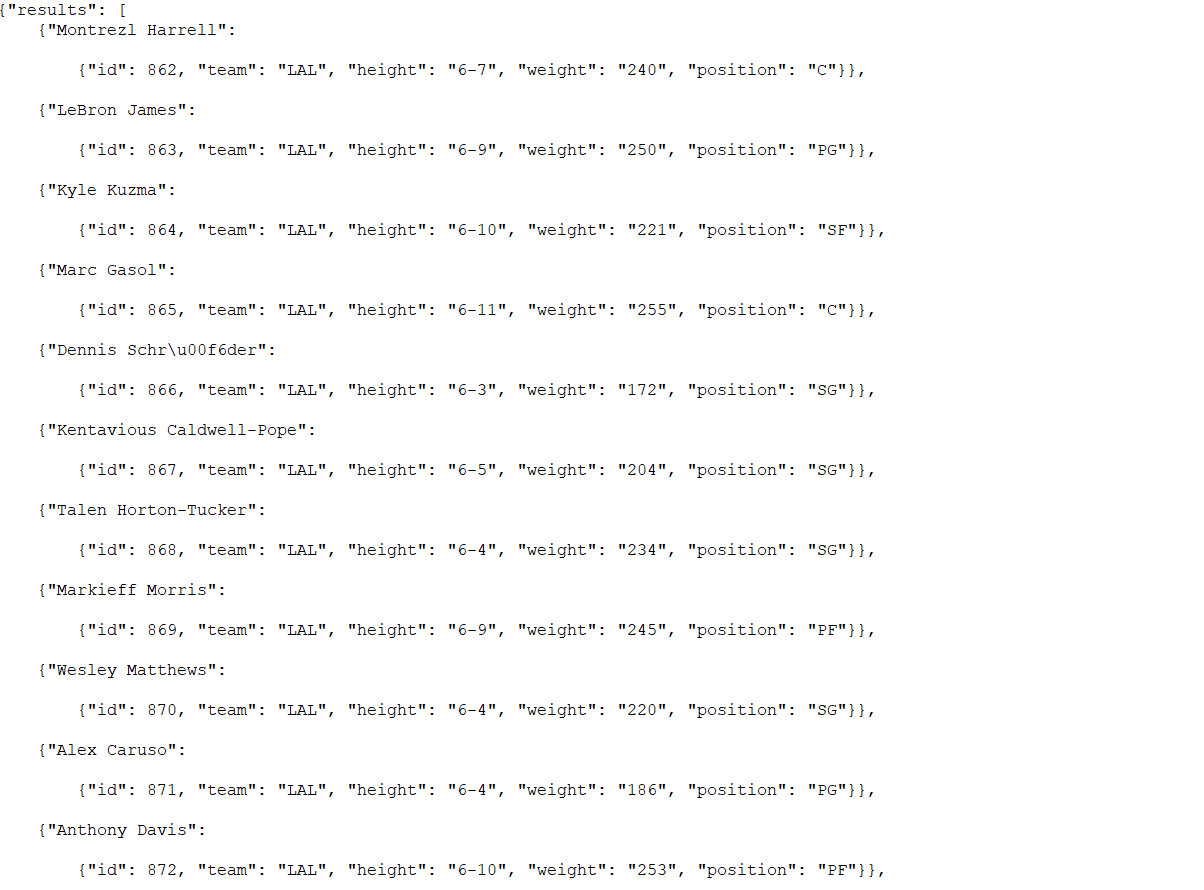 {"results": [
{"Montrezl Harrell":
{"id": 862, "team": "LAL", "height": "6-7", "weight": "240", "position": "C"}},
{"LeBron James":
{"id": 863, "team": "LAL", "height": "6-9", "weight": "250", "position": "PG"}},
{"Kyle Kuzma":
{"id": 864, "team": "LAL", "height": "6-10", "weight": "221", "position": "SF"}},
{"Marc Gasol":
{"id": 865, "team": "LAL", "height": "6-11", "weight": "255", "position": "C"}},
{"Dennis Schr\u00f6der":
{"id": 866, "team": "LAL", "height": "6-3", "weight": "172", "position": "SG"}},
{"Kentavious Caldwell-Pope":
{"id": 867, "team": "LAL", "height": "6-5", "weight": "204", "position": "SG"}},
{"Talen Horton-Tucker":
{"id": 868, "team": "LAL", "height": "6-4", "weight": "234", "position": "SG"}},
{"Markieff Morris":
{"id": 869, "team": "LAL", "height": "6-9", "weight": "245", "position": "PF"}},
{"Wesley Matthews":
{"id": 870, "team": "LAL", "height": "6-4", "weight": "220", "position": "SG"}},
{"Alex Caruso":
{"id": 871, "team": "LAL", "height": "6-4", "weight": "186", "position": "PG"}},
{"Anthony Davis":
{"id": 872, "team": "LAL", "height": "6-10", "weight": "253", "position": "PF"}},